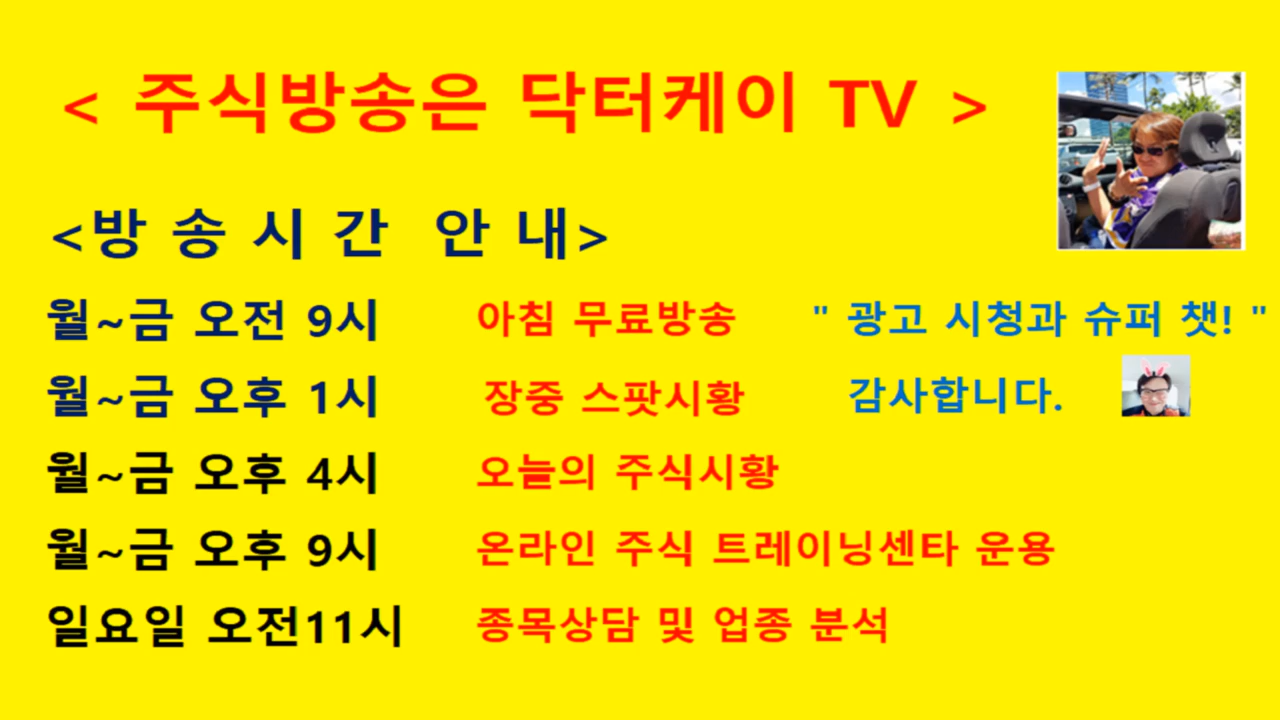 < 주식방송은 닥터케이 TV >
<방 송 시 간 안 내>
월~금 오전 9시 아침 무료방송 " 광고 시청과 슈퍼 챗! "
월~금 오후 1시 장중 스팟시황 감사합니다.
월~금 오후 4시 오늘의 주식시황
월~금 오후 9시 온라인 주식 트레이닝센타 운용
일요일 오전11시 종목상담 및 업종 분석